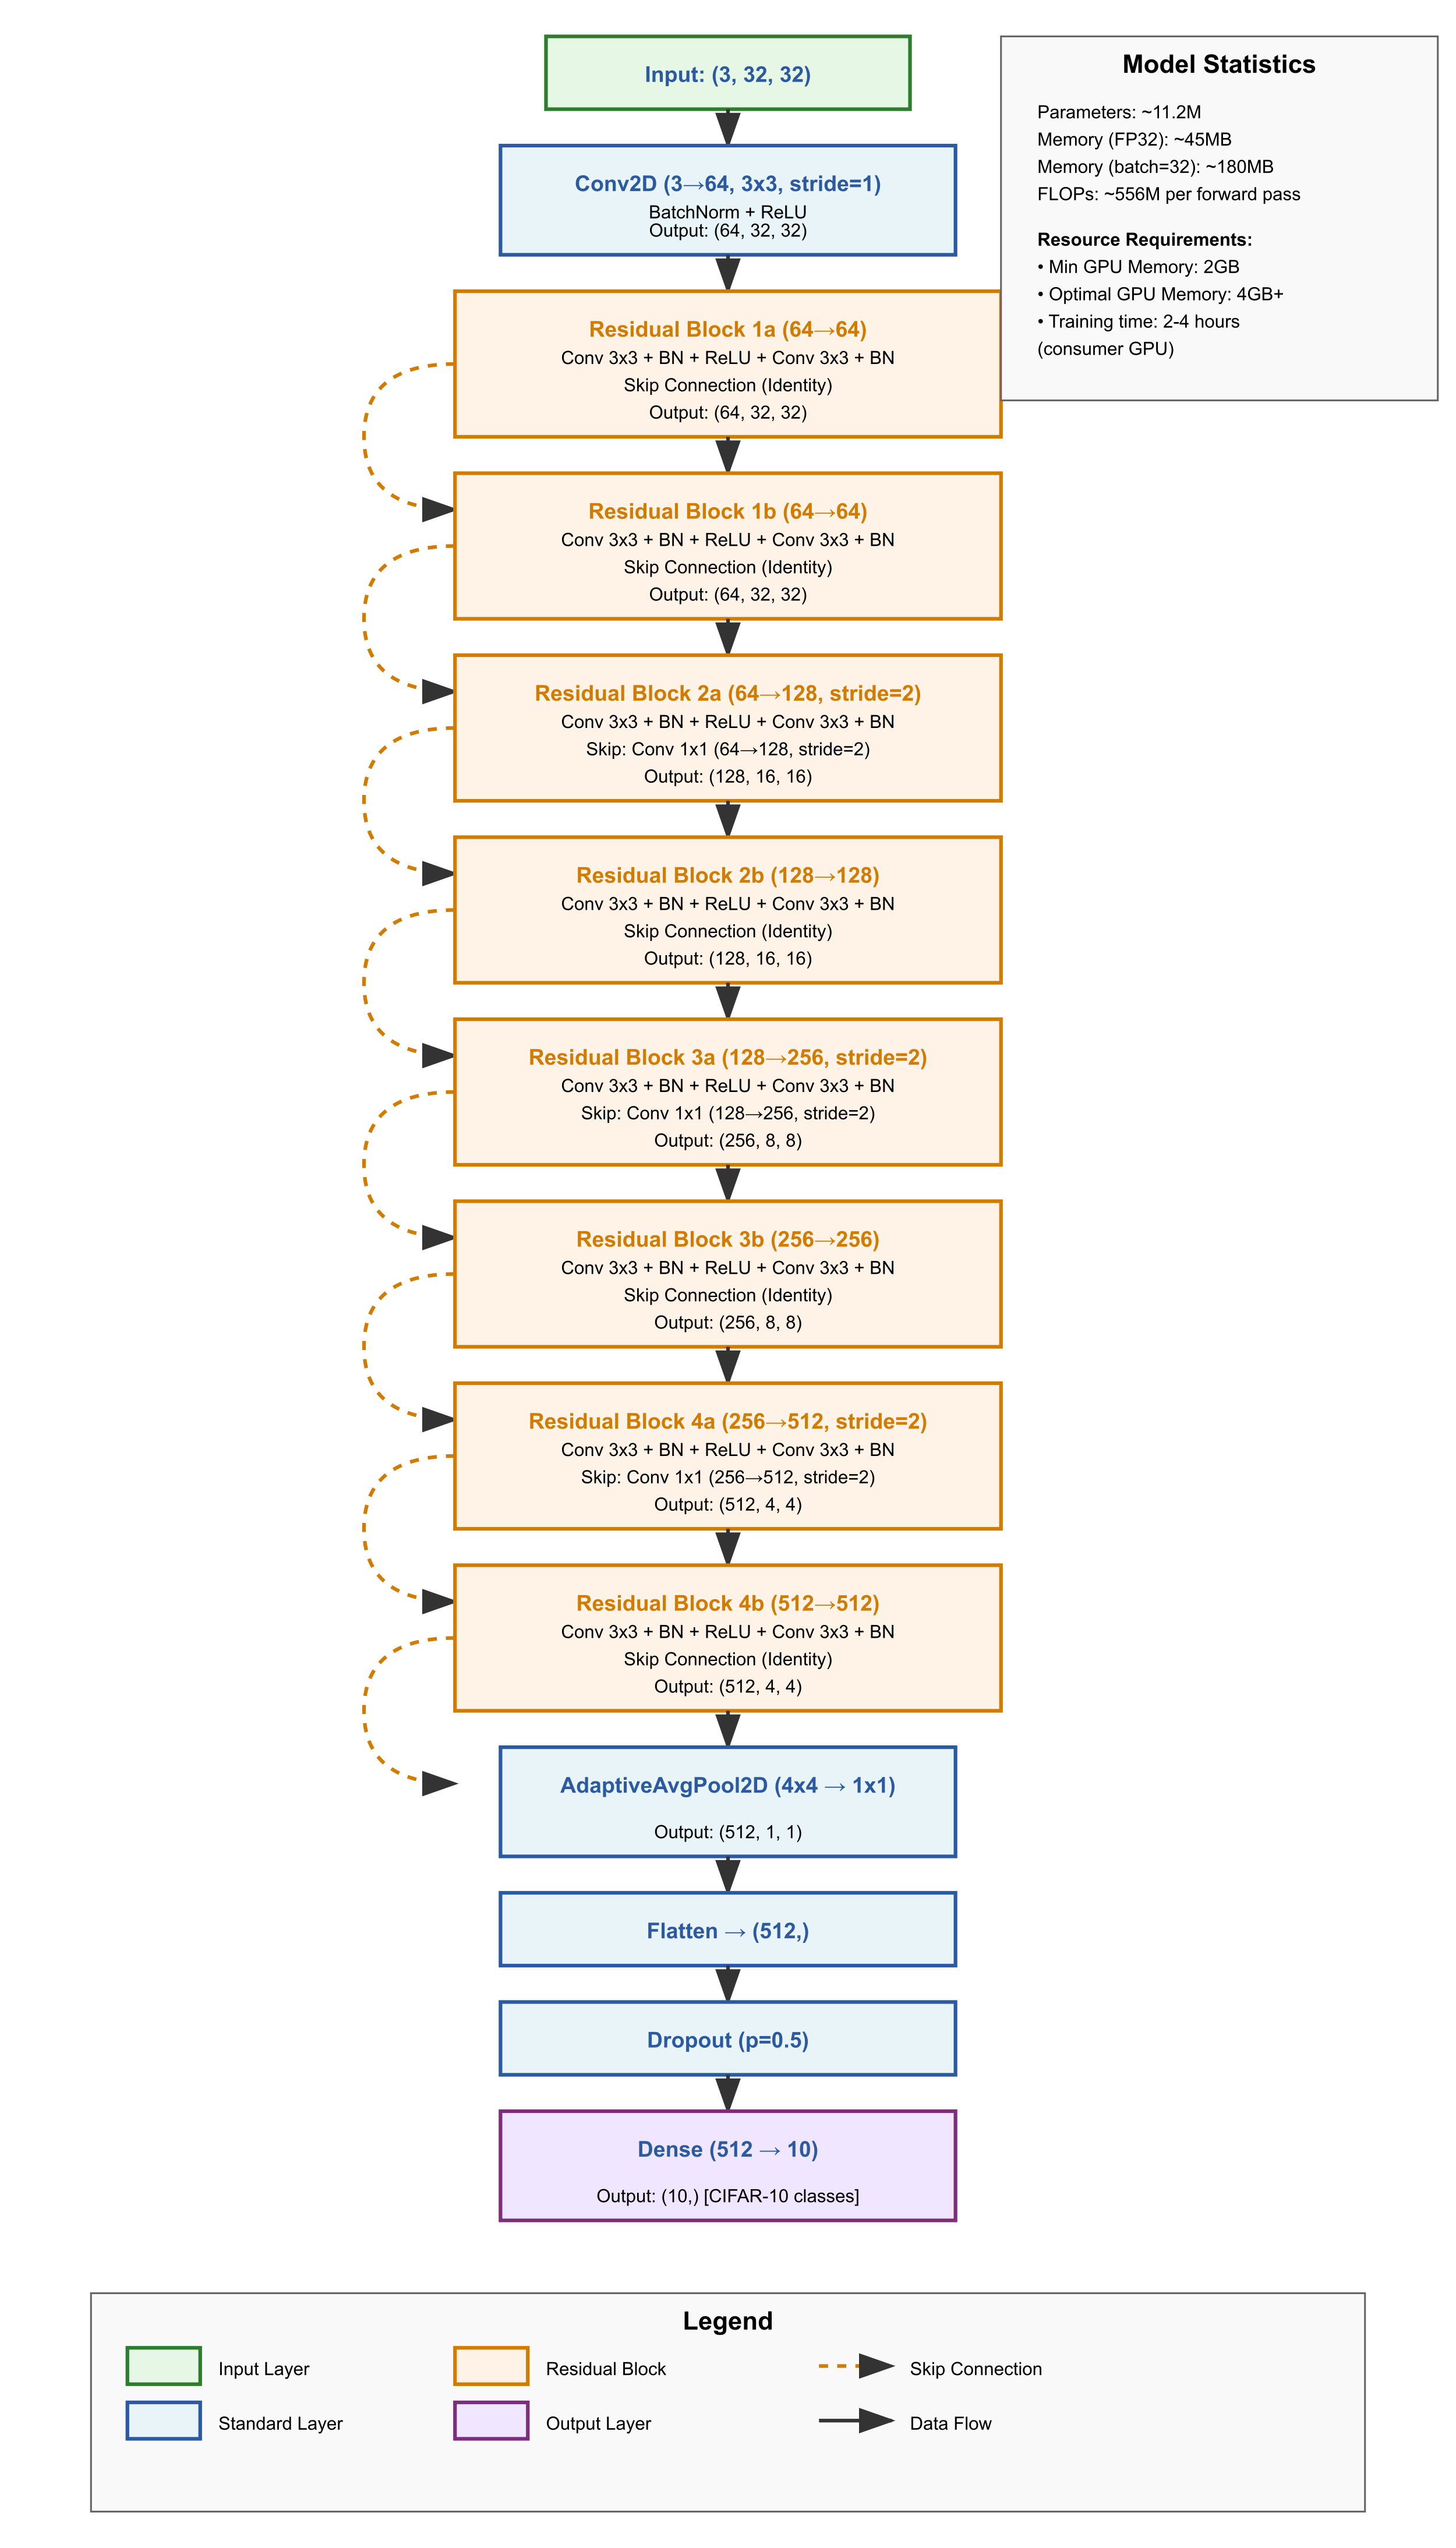 Input: (3, 32, 32)
Conv2D (3→64, 3x3, stride=1)
BatchNorm + ReLU
Output: (64, 32, 32)
Residual Block 1a (64→64)
Conv 3x3 + BN + ReLU + Conv 3x3 + BN
Skip Connection (Identity)
Output: (64, 32, 32)
Residual Block 1b (64→64)
Conv 3x3 + BN + ReLU + Conv 3x3 + BN
Skip Connection (Identity)
Output: (64, 32, 32)
Residual Block 2a (64→128, stride=2)
Conv 3x3 + BN + ReLU + Conv 3x3 + BN
Skip: Conv 1x1 (64→128, stride=2)
Output: (128, 16, 16)
Residual Block 2b (128→128)
Conv 3x3 + BN + ReLU + Conv 3x3 + BN
Skip Connection (Identity)
Output: (128, 16, 16)
Residual Block 3a (128→256, stride=2)
Conv 3x3 + BN + ReLU + Conv 3x3 + BN
Skip: Conv 1x1 (128→256, stride=2)
Output: (256, 8, 8)
Residual Block 3b (256→256)
Conv 3x3 + BN + ReLU + Conv 3x3 + BN
Skip Connection (Identity)
Output: (256, 8, 8)
Residual Block 4a (256→512, stride=2)
Conv 3x3 + BN + ReLU + Conv 3x3 + BN
Skip: Conv 1x1 (256→512, stride=2)
Output: (512, 4, 4)
Residual Block 4b (512→512)
Conv 3x3 + BN + ReLU + Conv 3x3 + BN
Skip Connection (Identity)
Output: (512, 4, 4)
AdaptiveAvgPool2D (4x4 → 1x1)
Output: (512, 1, 1)
Flatten → (512,)
Dropout (p=0.5)
Dense (512 → 10)
Output: (10,) [CIFAR-10 classes]
Model Statistics
Parameters: ~11.2M
Memory (FP32): ~45MB
Memory (batch=32): ~180MB
FLOPs: ~556M per forward pass
Resource Requirements:
• Min GPU Memory: 2GB
• Optimal GPU Memory: 4GB+
• Training time: 2-4 hours
(consumer GPU)
Legend
Input Layer
Residual Block
Skip Connection
Standard Layer
Output Layer
Data Flow